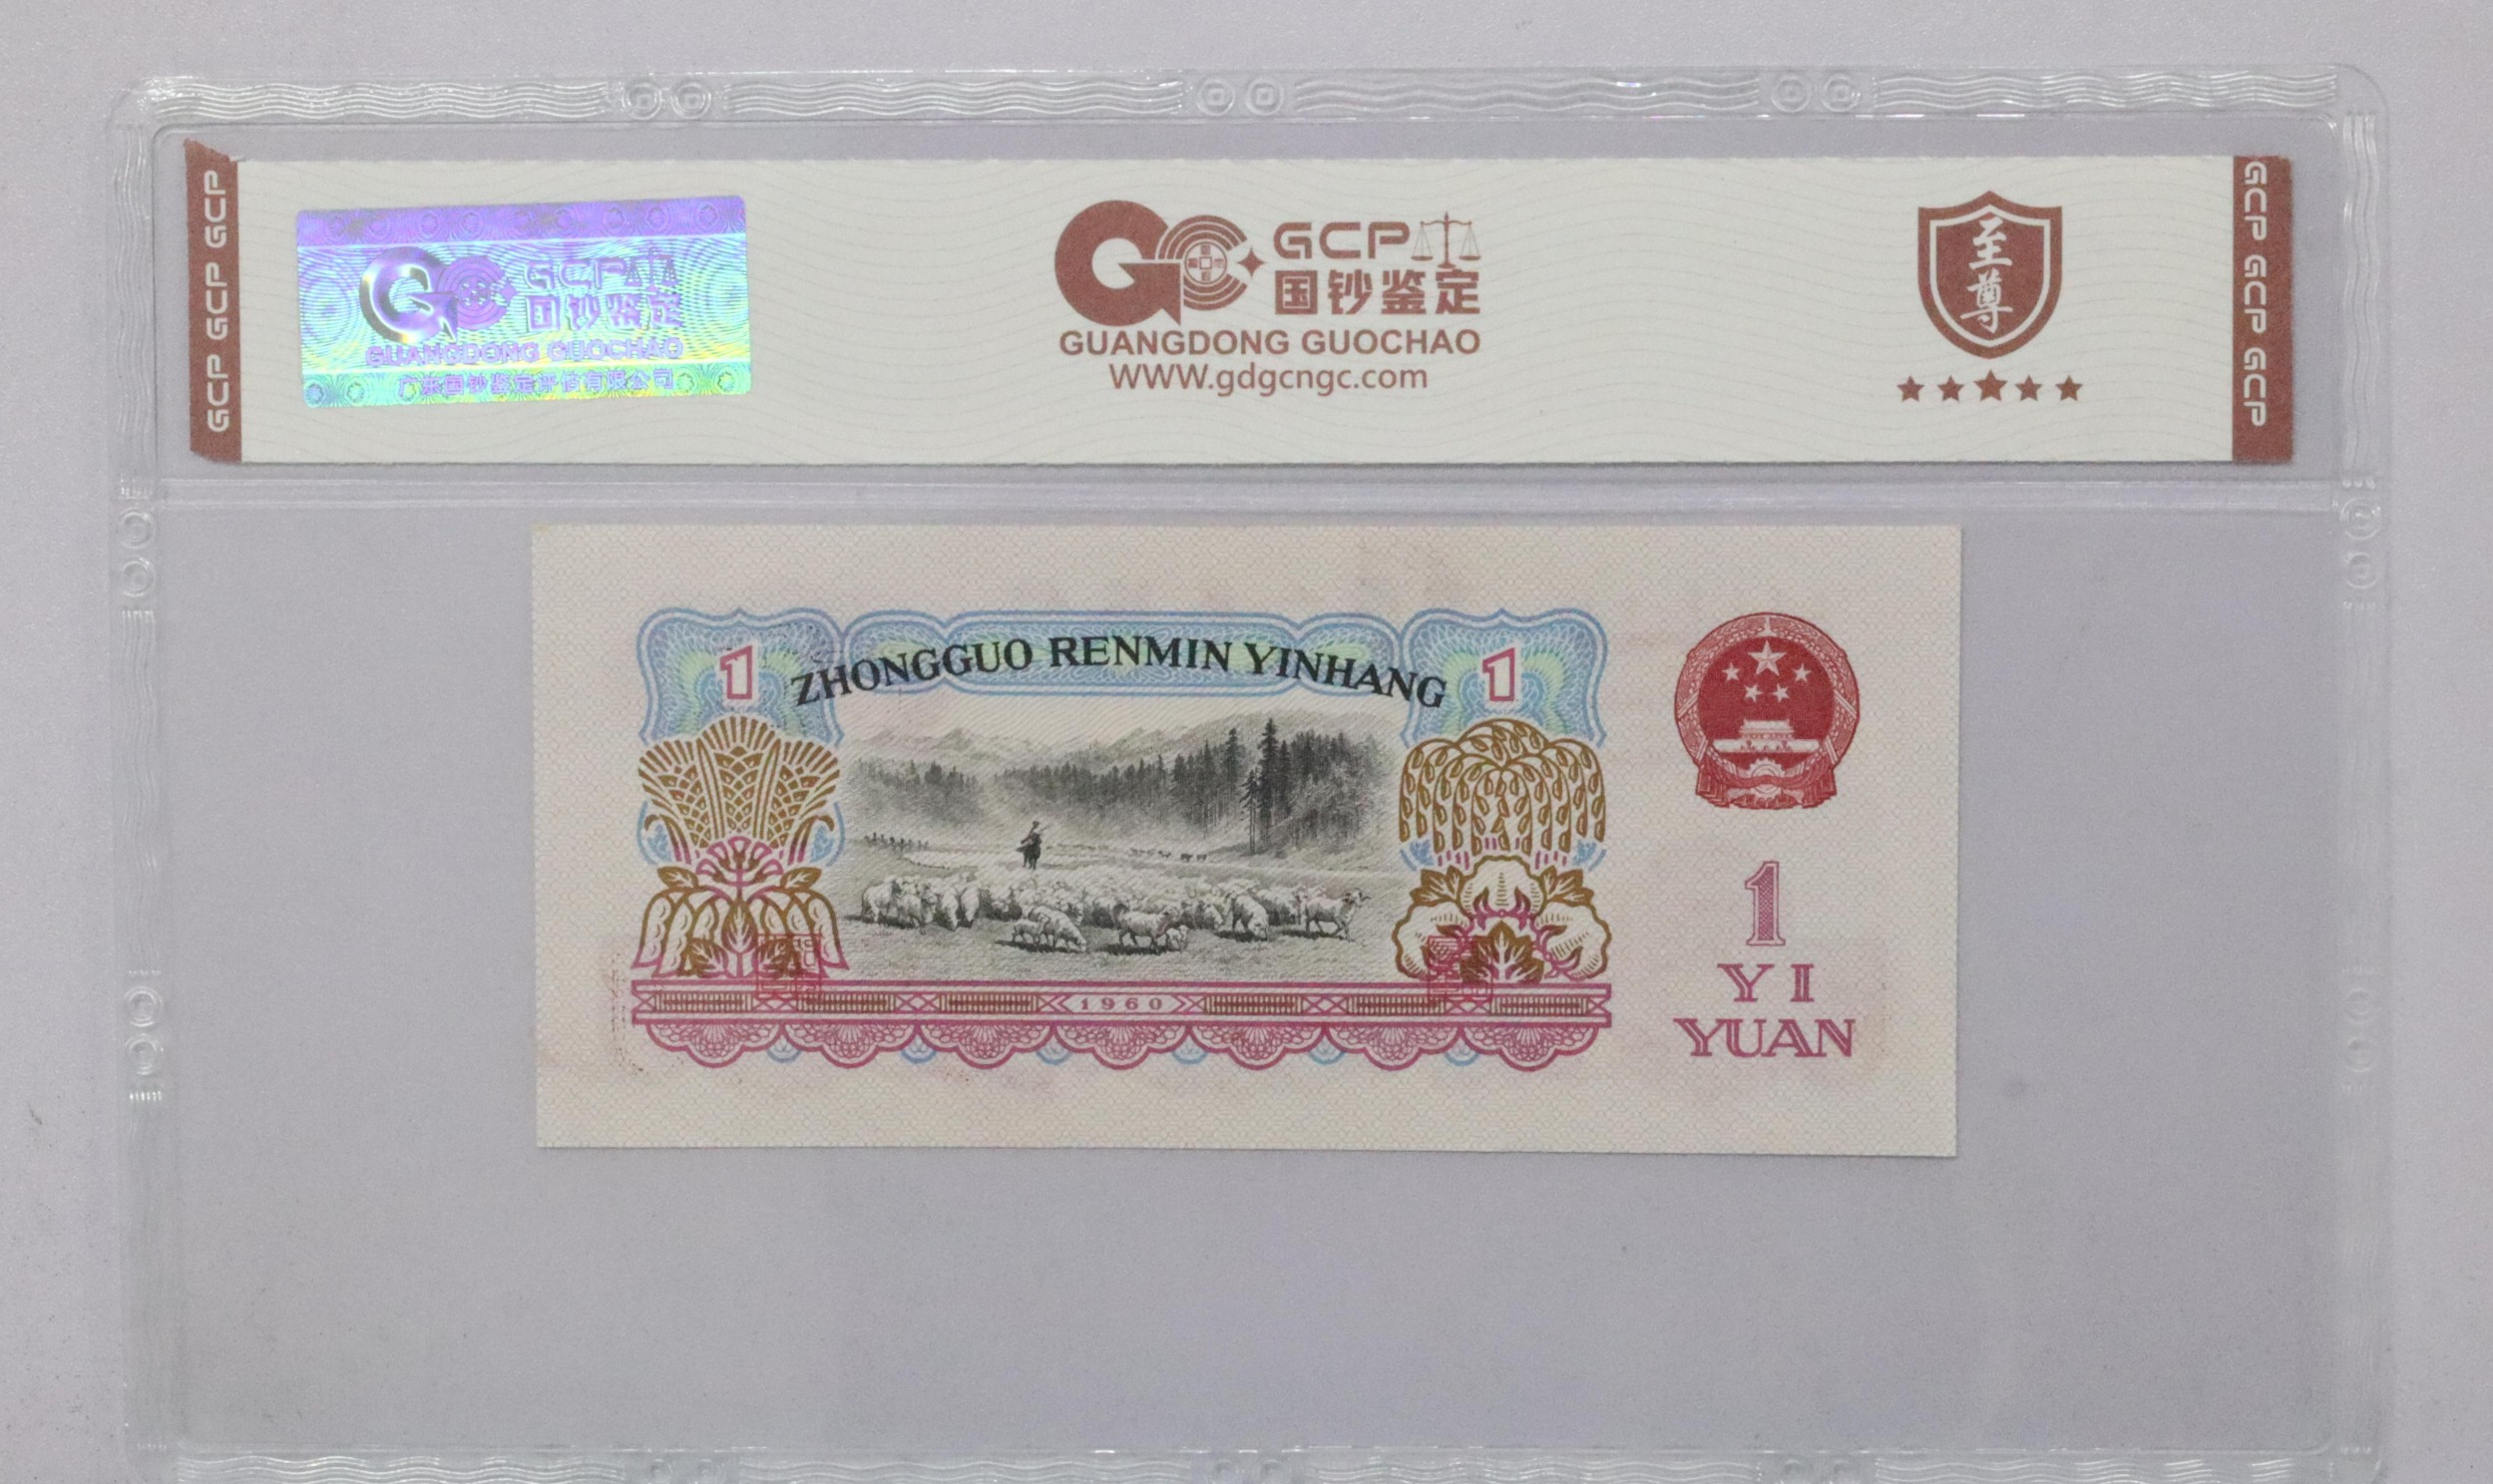 GCP GCP GCP
GCP 国钞鉴定
GUANGDONG GUOCHAO
广东国钞鉴定评估有限公司
GCP
国钞鉴定
GUANGDONG GUOCHAO
WWW.gdgcngc.com
至尊
GCP GCP GCP
1
ZHONGGUO RENMIN YINHANG
1
1
YI
YUAN
1960